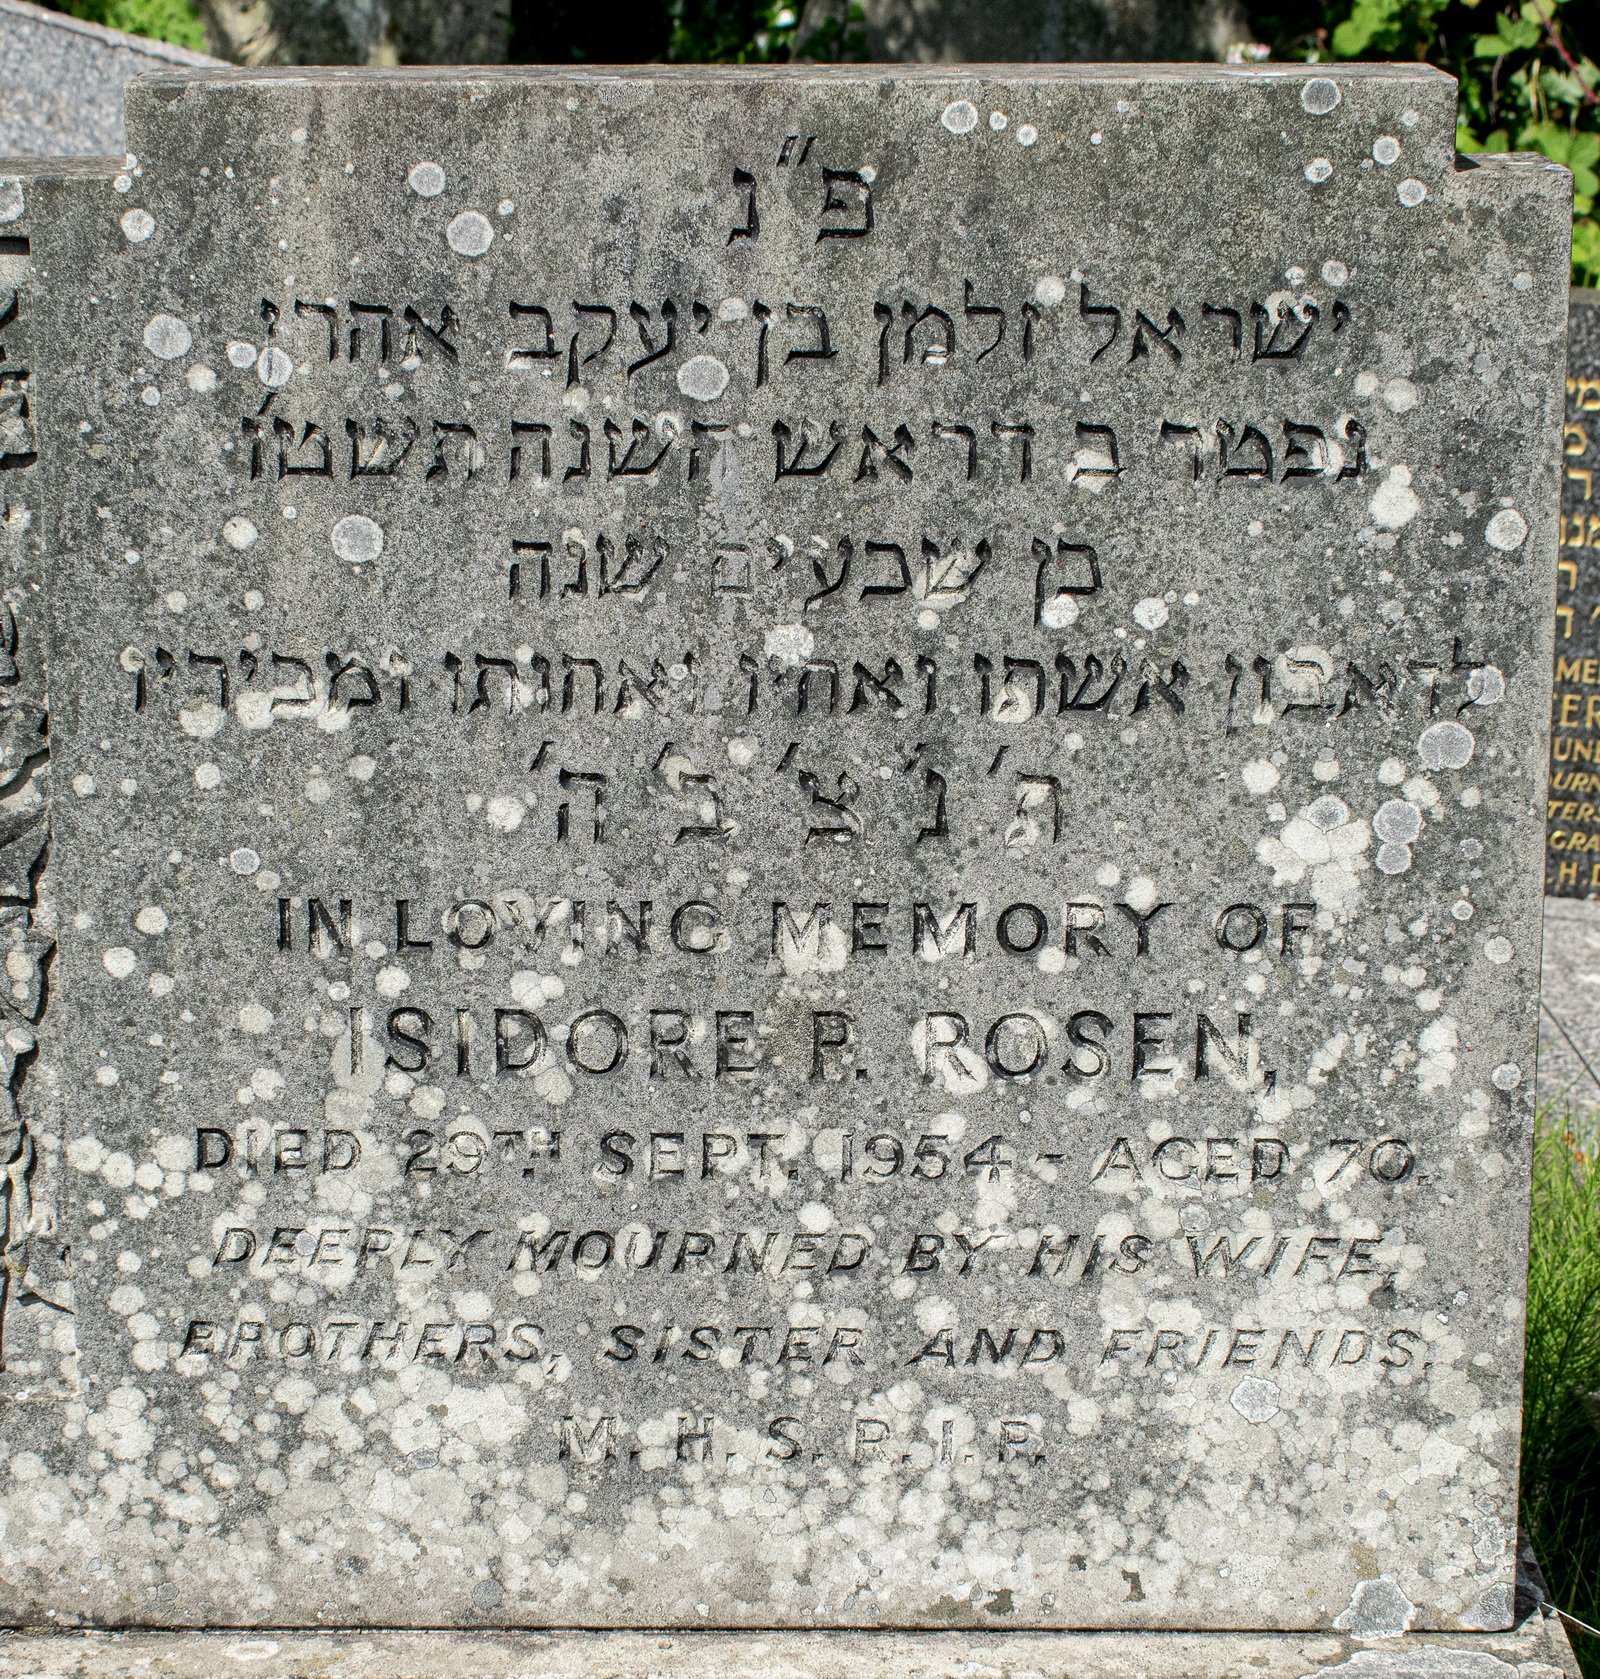 פ"נ
ישראל זלמן בן יעקב אהרן
נפטר ב דראש השנה תשט'ו
בן שבעים שנה
לדאבון אשתו ואחיו ואחותו ומכיריו
ת' נ' צ' ב' ה'
IN LOVING MEMORY OF
ISIDORE P. ROSEN,
DIED 29TH SEPT. 1954 - AGED 70.
DEEPLY MOURNED BY HIS WIFE,
BROTHERS, SISTER AND FRIENDS.
M. H. S. R. I. P.